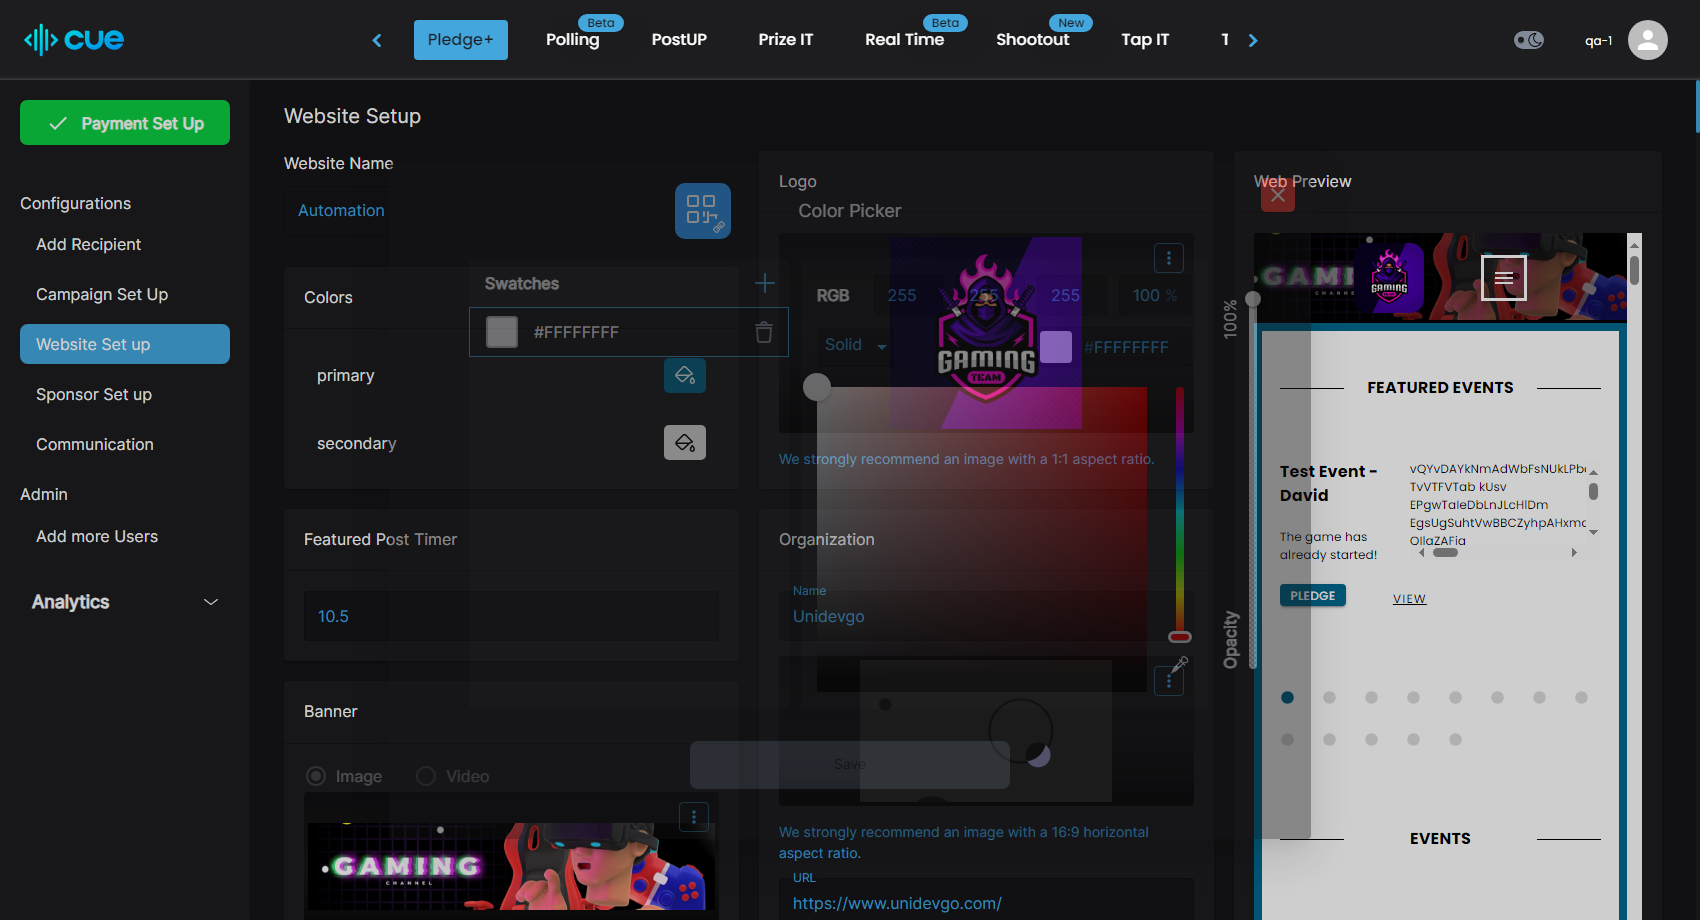 cue
Pledge+
Beta
Polling
PostUP
Prize IT
Beta
Real Time
New
Shootout
Tap IT
qa-1
Payment Set Up
Configurations
Add Recipient
Campaign Set Up
Website Set up
Sponsor Set up
Communication
Admin
Add more Users
Analytics
Website Setup
Website Name
Automation
Colors
primary
secondary
Featured Post Timer
10.5
Banner
Image
Video
GAMING
CHANNEL
Color Picker
Swatches
#FFFFFFFF
RGB
255
255
255
100 %
Solid
#FFFFFFFF
100%
Opacity
Save
Logo
GAMING
TEAM
We strongly recommend an image with a 1:1 aspect ratio.
Organization
Name
Unidevgo
We strongly recommend an image with a 16:9 horizontal
aspect ratio.
URL
https://www.unidevgo.com/
Web Preview
GAMING
FEATURED EVENTS
Test Event -
David
The game has
already started!
TvVTFVTab kUsv
EPgwTaIeDbLnJLcHlDm
PLEDGE
VIEW
EVENTS